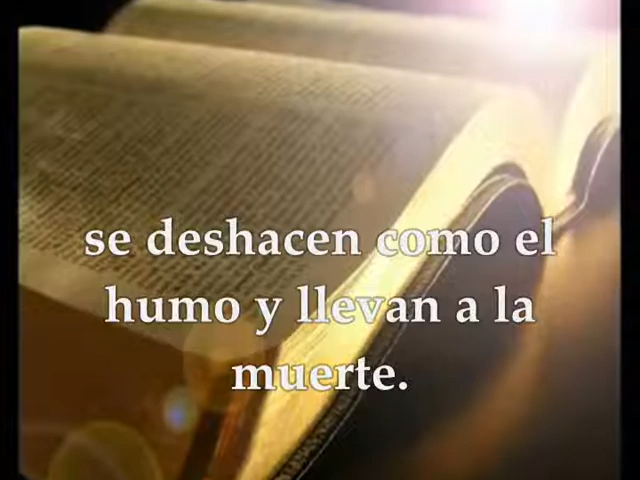 se deshacen como el
humo y llevan a la
muerte.